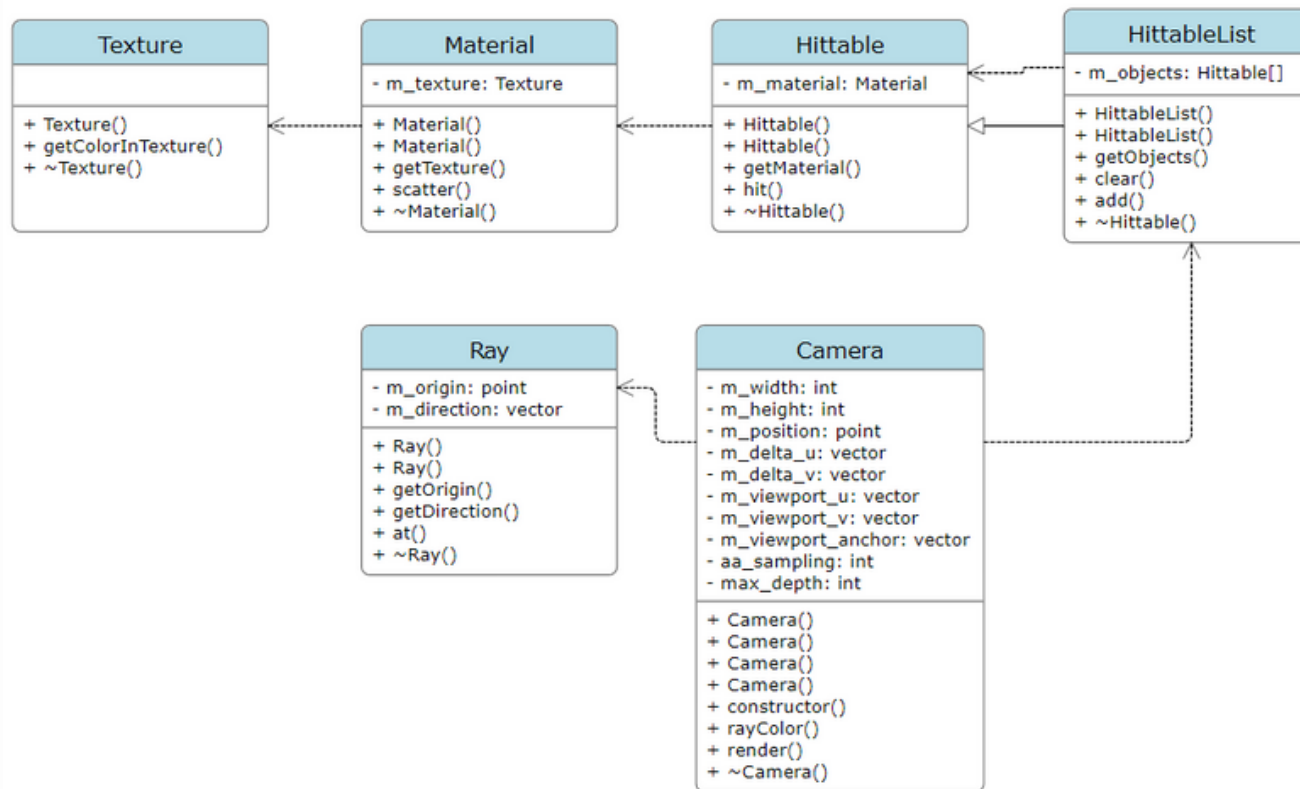 Texture
+ Texture()
+ getColorInTexture()
+ ~Texture()
Material
- m_texture: Texture
+ Material()
+ Material()
+ getTexture()
+ scatter()
+ ~Material()
Hittable
- m_material: Material
+ Hittable()
+ Hittable()
+ getMaterial()
+ hit()
+ ~Hittable()
HittableList
- m_objects: Hittable[]
+ HittableList()
+ HittableList()
+ getObjects()
+ clear()
+ add()
+ ~Hittable()
Ray
- m_origin: point
- m_direction: vector
+ Ray()
+ Ray()
+ getOrigin()
+ getDirection()
+ at()
+ ~Ray()
Camera
- m_width: int
- m_height: int
- m_position: point
- m_delta_u: vector
- m_delta_v: vector
- m_viewport_u: vector
- m_viewport_v: vector
- m_viewport_anchor: vector
- aa_sampling: int
- max_depth: int
+ Camera()
+ Camera()
+ Camera()
+ Camera()
+ constructor()
+ rayColor()
+ render()
+ ~Camera()